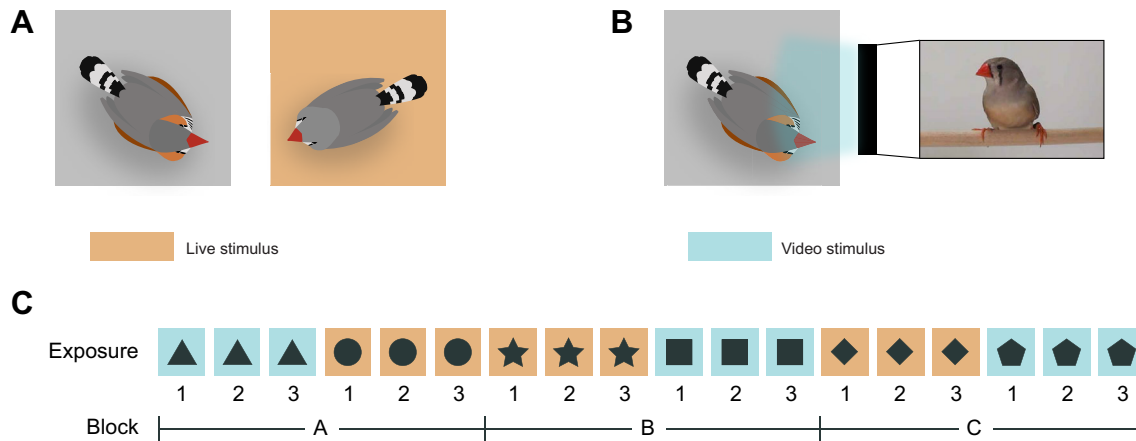 A
B
Live stimulus
Video stimulus
C
Exposure
1 2 3 1 2 3 1 2 3 1 2 3 1 2 3 1 2 3
Block A B C